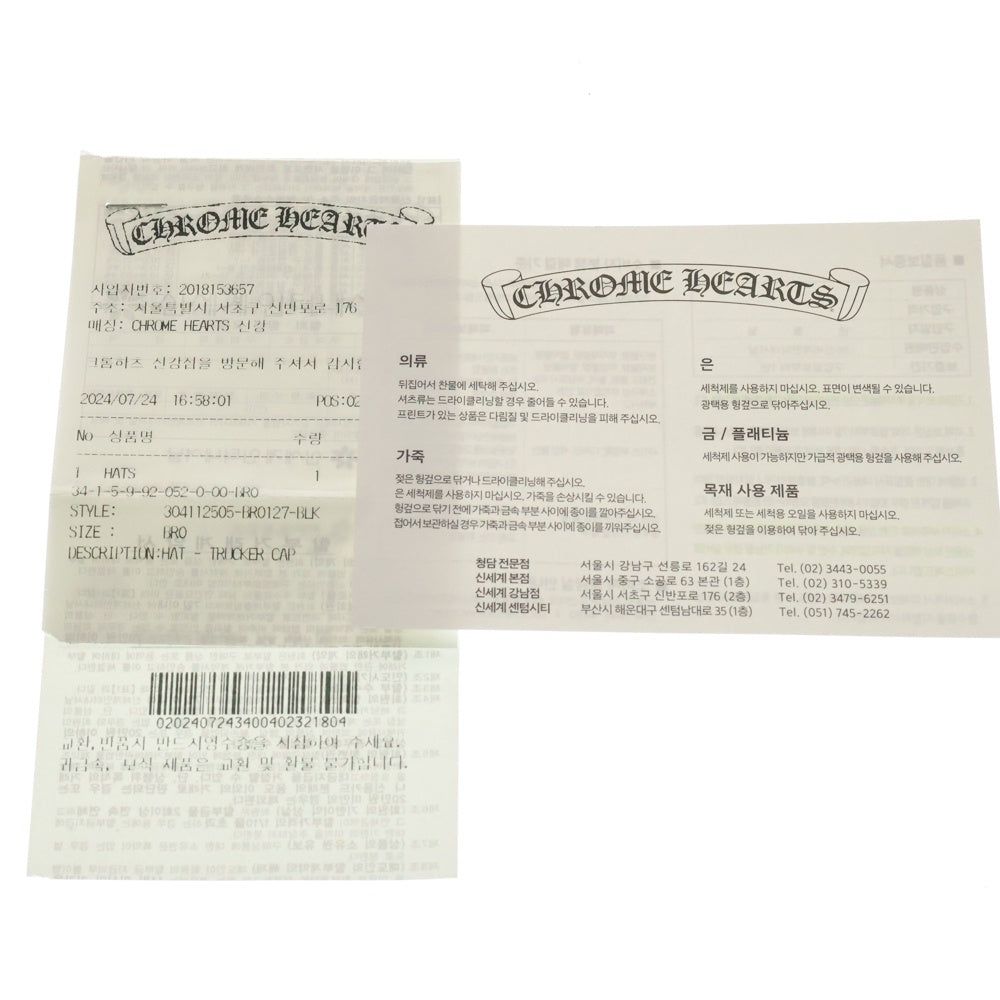 CHROME HEARTS
사업자번호: 2018153657
주소: 서울특별시 서초구 신반포로 176
매장: CHROME HEARTS 신강
크롬하츠 신강점을 방문해 주셔서 감사합
2024/07/24 16:58:01 POS:02
No 상품명 수량
1 HATS 1
34-1-5-9-92-052-0-00-BRO
STYLE: 304112505-BRO127-BLK
SIZE : BRO
DESCRIPTION:HAT - TRUCKER CAP
0202407243400402321804
교환,반품시 반드시영수증을 지참하여 주세요.
귀금속, 보석 제품은 교환 및 환불 불가합니다.
CHROME HEARTS
의류
뒤집어서 찬물에 세탁해 주십시오.
셔츠류는 드라이클리닝할 경우 줄어들 수 있습니다.
프린트가 있는 상품은 다림질 및 드라이클리닝을 피해 주십시오.
가죽
젖은 헝겊으로 닦거나 드라이클리닝해 주십시오.
은 세척제를 사용하지 마십시오. 가죽을 손상시킬 수 있습니다.
헝겊으로 닦기 전에 가죽과 금속 부분 사이에 종이를 깔아주십시오.
접어서 보관하실 경우 가죽과 금속 부분 사이에 종이를 끼워주십시오.
은
세척제를 사용하지 마십시오. 표면이 변색될 수 있습니다.
광택용 헝겊으로 닦아주십시오.
금 / 플래티늄
세척제 사용이 가능하지만 가급적 광택용 헝겊을 사용해 주십시오.
목재 사용 제품
세척제 또는 세척용 오일을 사용하지 마십시오.
젖은 헝겊을 이용하여 닦아 주십시오.
청담 전문점 서울시 강남구 선릉로 162길 24 Tel. (02) 3443-0055
신세계 본점 서울시 중구 소공로 63 본관 (1층) Tel. (02) 310-5339
신세계 강남점 서울시 서초구 신반포로 176 (2층) Tel. (02) 3479-6251
신세계 센텀시티 부산시 해운대구 센텀남대로 35 (1층) Tel. (051) 745-2262